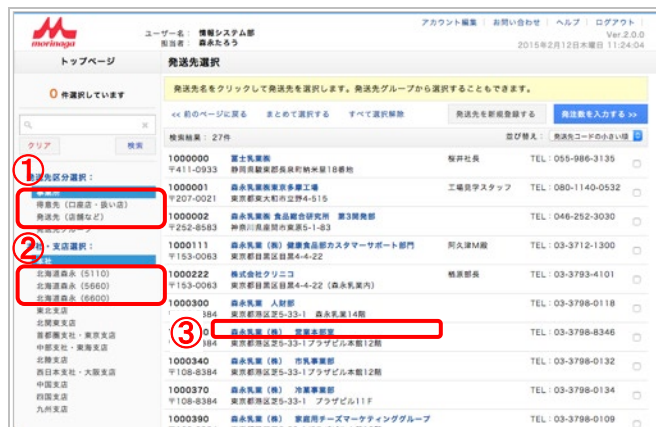 morinaga
ユーザー名： 情報システム部
担当者： 森永たろう
アカウント編集 | お問い合わせ | ヘルプ | ログアウト |
Ver.2.0.0
2015年2月12日木曜日 11:24:04
トップページ
発送先選択
0 件選択しています
発送先名をクリックして発送先を選択します。発送先グループから選択することもできます。
<< 前のページに戻る まとめて選択する すべて選択解除 発送先を新規登録する 発注数を入力する >>
クリア 検索
検索結果： 27件 並び替え： 発送先コードの小さい順
①
発送先区分選択：
得意先（口座店・扱い店）
発送先（店舗など）
発送先グループ
②
本社・支店選択：
本社
北海道森永（5110）
北海道森永（5660）
北海道森永（6600）
東北支店
北関東支店
首都圏支社・東京支店
中部支社・東海支店
北陸支店
西日本支社・大阪支店
中国支店
四国支店
九州支店
1000000 富士乳業㈱ 桜井社長 TEL：055-986-3135
〒411-0933 静岡県駿東郡長泉町納米里18番地
1000001 森永乳業㈱東京多摩工場 工場見学スタッフ TEL：080-1140-0532
〒207-0021 東京都東大和市立野4-515
1000002 森永乳業㈱ 食品総合研究所 第3開発部 TEL：046-252-3030
〒252-8583 神奈川県座間市東原5-1-83
1000111 森永乳業（株）健康食品部カスタマーサポート部門 阿久津M殿 TEL：03-3712-1300
〒153-0063 東京都目黒区目黒4-4-22
1000222 株式会社クリニコ 栃原部長 TEL：03-3793-4101
〒153-0063 東京都目黒区目黒4-4-22（森永乳業内）
1000300 森永乳業 人財部 TEL：03-3798-0118
8384 東京都港区芝5-33-1 森永乳業14階
③
森永乳業（株） 営業本部室 TEL：03-3798-8346
8384 東京都港区芝5-33-1プラザビル本館12階
1000340 森永乳業（株） 市乳事業部 TEL：03-3798-0132
〒108-8384 東京都港区芝5-33-1プラザビル本館12階
1000370 森永乳業（株） 冷菓事業部 TEL：03-3798-0134
〒108-8384 東京都港区芝5-33-1プラザビル11F
1000390 森永乳業（株） 家庭用チーズマーケティンググループ TEL：03-3798-0109